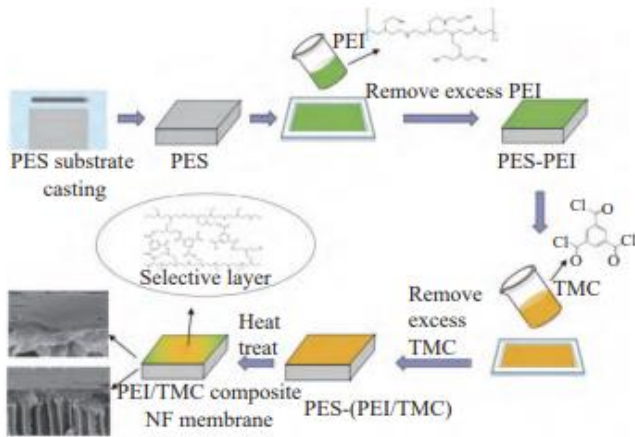 PEI
Remove excess PEI
PES substrate
casting
PES
PES-PEI
Cl
O
Cl
Cl
O
O
TMC
Selective layer
Remove
excess
TMC
Heat
treat
PEI/TMC composite
NF membrane
PES-(PEI/TMC)